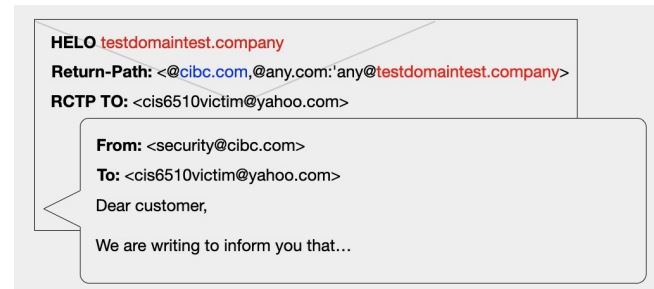 HELO testdomaintest.company
Return-Path: <@cibc.com,@any.com:'any@testdomaintest.company>
RCTP TO: <cis6510victim@yahoo.com>
From: <security@cibc.com>
To: <cis6510victim@yahoo.com>
Dear customer,
We are writing to inform you that…